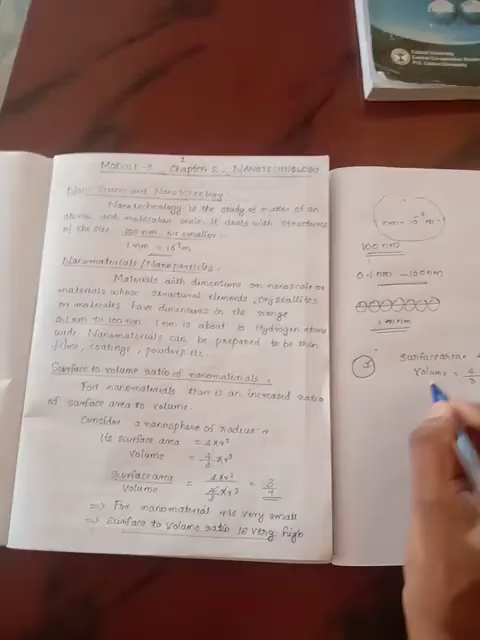 Module-3 Chapter 2 NANOTECHNOLOGY
Nano Science and Nanotechnology
Nanotechnology is the study of matter of an
atomic and molecular scale. It deals with structures
of the size 100 nm or smaller.
1 nm = 10⁻⁹m
Nanomaterials/Nanoparticles.
Materials with dimensions on nanoscale or
materials whose structural elements, crystallites
or molecules have dimensions in the range
0.1 nm to 100 nm. 1 nm is about 10 Hydrogen atoms
wide. Nanomaterials can be prepared to be thin
films, coatings, powders etc.
Surface to volume ratio of nanomaterials.
For nanomaterials there is an increased ratio
of surface area to volume.
Consider a nanosphere of radius r
Its surface area = 4πr²
Volume = 4/3 πr³
Surface area / Volume = 4πr² / 4/3 πr³ = 3/r
⇒ For nanomaterial r is very small
⇒ surface to volume ratio is very high
nm = 10⁻⁹ m
100 nm
0.1 nm - 100nm
1 nm
1
Surface area =
Volume = 4/3
Central University